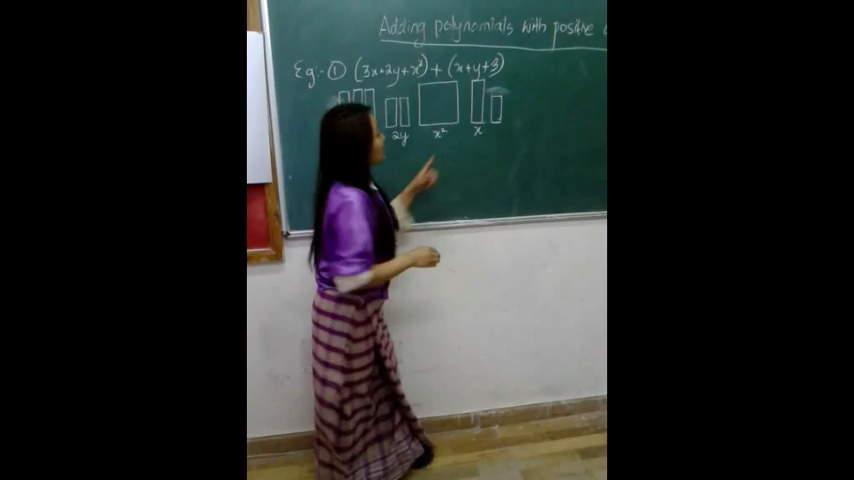 Adding polynomials with positive
Eg:- ① (3x+2y+x²) + (x+y+3)
2y x² x